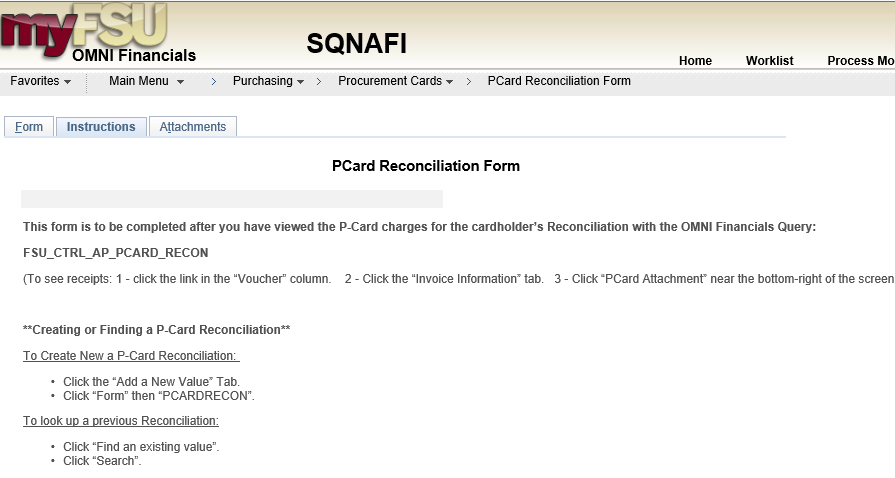 myFSU
OMNI Financials
SQNAFI
Home Worklist Process Mo
Favorites Main Menu Purchasing Procurement Cards PCard Reconciliation Form
Form Instructions Attachments
PCard Reconciliation Form
This form is to be completed after you have viewed the P-Card charges for the cardholder’s Reconciliation with the OMNI Financials Query:
FSU_CTRL_AP_PCARD_RECON
(To see receipts: 1 - click the link in the “Voucher” column. 2 - Click the “Invoice Information” tab. 3 - Click “PCard Attachment” near the bottom-right of the screen
**Creating or Finding a P-Card Reconciliation**
To Create New a P-Card Reconciliation:
• Click the “Add a New Value” Tab.
• Click “Form” then “PCARDRECON”.
To look up a previous Reconciliation:
• Click “Find an existing value”.
• Click “Search”.